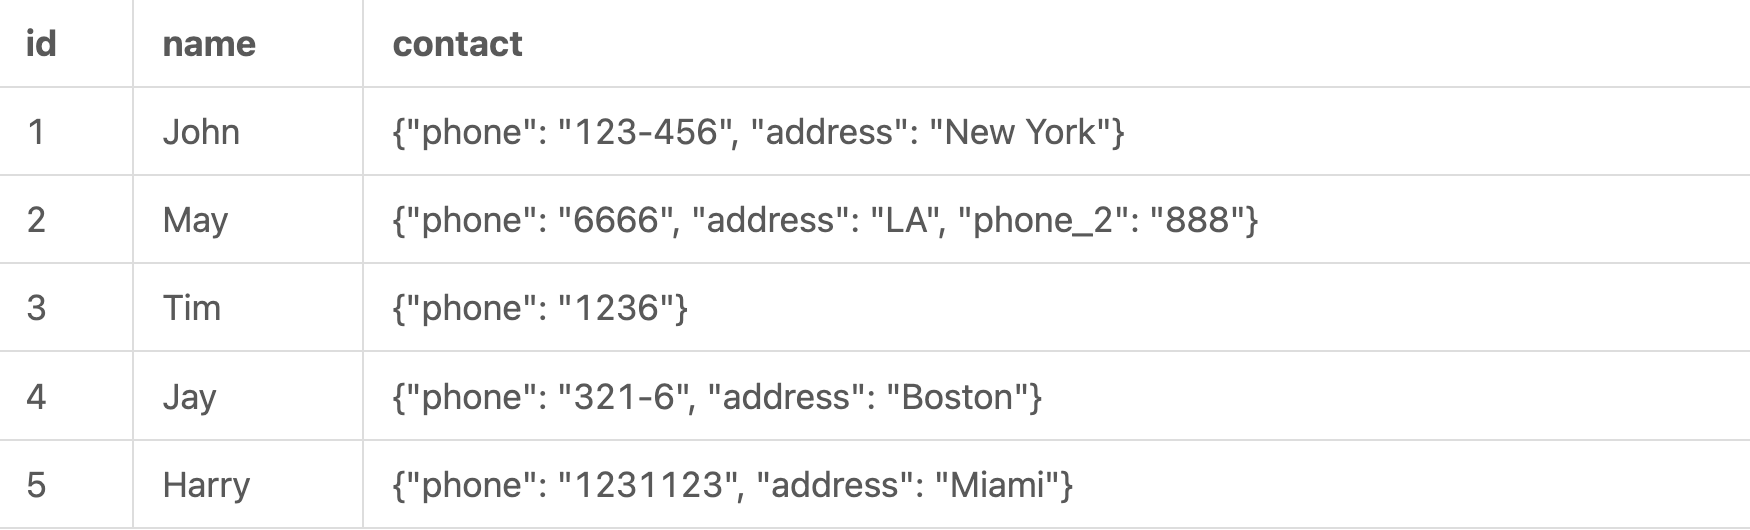 id name contact
1 John {"phone": "123-456", "address": "New York"}
2 May {"phone": "6666", "address": "LA", "phone_2": "888"}
3 Tim {"phone": "1236"}
4 Jay {"phone": "321-6", "address": "Boston"}
5 Harry {"phone": "1231123", "address": "Miami"}